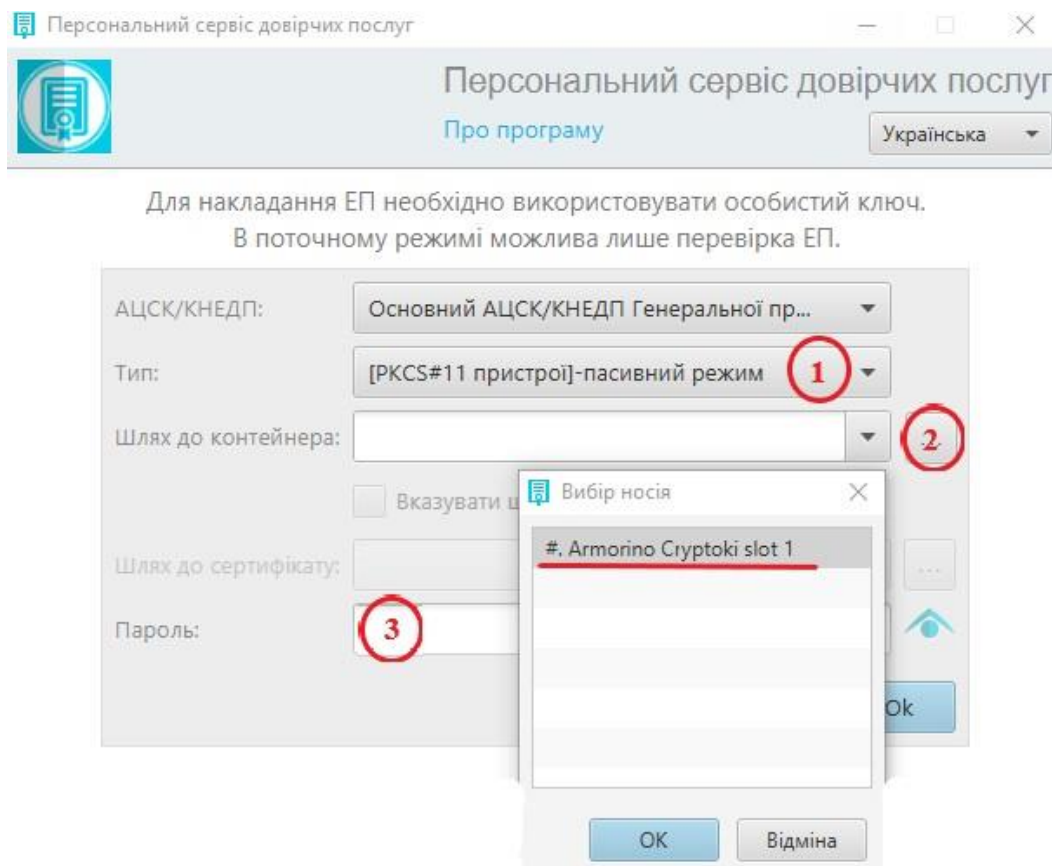 Персональний сервіс довірчих послуг
Персональний сервіс довірчих послуг
Про програму
Українська
Для накладання ЕП необхідно використовувати особистий ключ.
В поточному режимі можлива лише перевірка ЕП.
АЦСК/КНЕДП:
Основний АЦСК/КНЕДП Генеральної пр...
Тип:
[PKCS#11 пристрої]-пасивний режим
1
Шлях до контейнера:
2
Вказувати ш
Вибір носія
#. Armorino Cryptoki slot 1
Шлях до сертифікату:
...
Пароль:
3
Ok
OK
Відміна